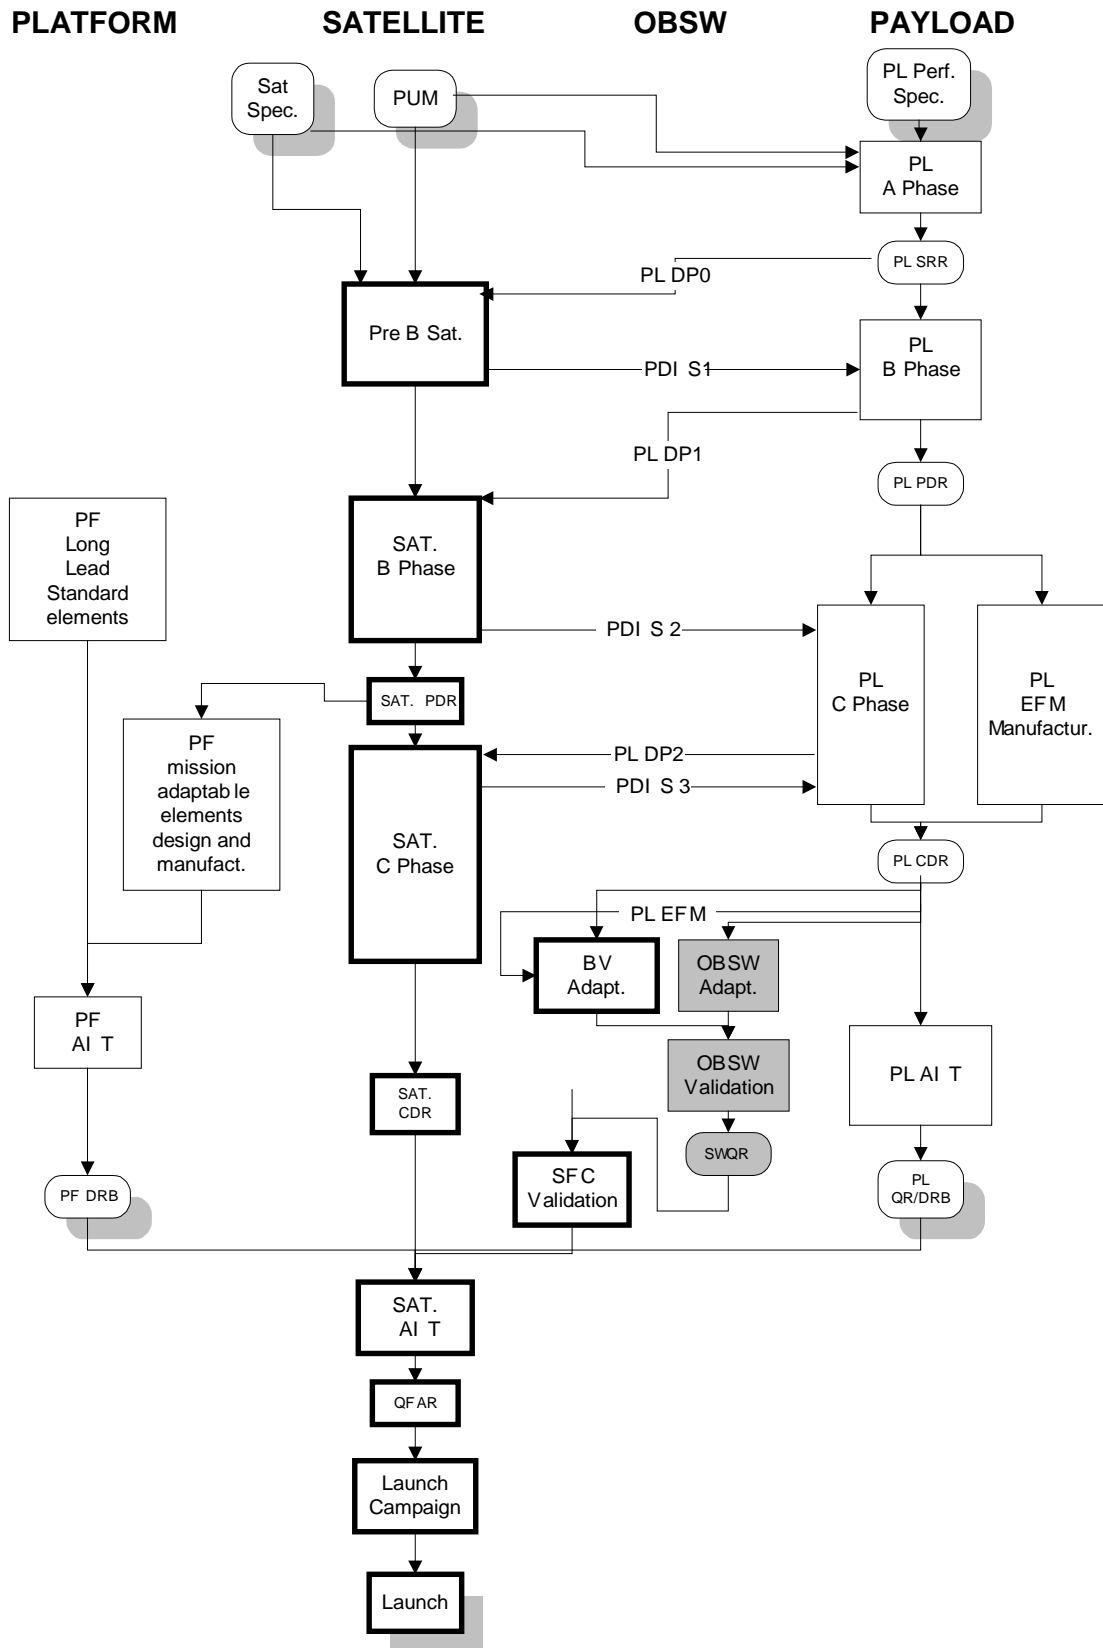 PLATFORM
SATELLITE
OBSW
PAYLOAD
Sat
Spec.
PUM
PL Perf.
Spec.
PL
A Phase
PL SRR
PL DP0
Pre B Sat.
PL
B Phase
PDI S1
PL DP1
PL PDR
PF
Long
Lead
Standard
elements
SAT.
B Phase
PDI S 2
PL
C Phase
PL
EFM
Manufactur.
SAT. PDR
PF
mission
adaptable
elements
design and
manufact.
PL DP2
PDI S 3
SAT.
C Phase
PL CDR
PL EFM
BV
Adapt.
OBSW
Adapt.
PF
AI T
OBSW
Validation
PL AI T
SAT.
CDR
SWQR
PF DRB
SFC
Validation
PL
QR/DRB
SAT.
AI T
QFAR
Launch
Campaign
Launch